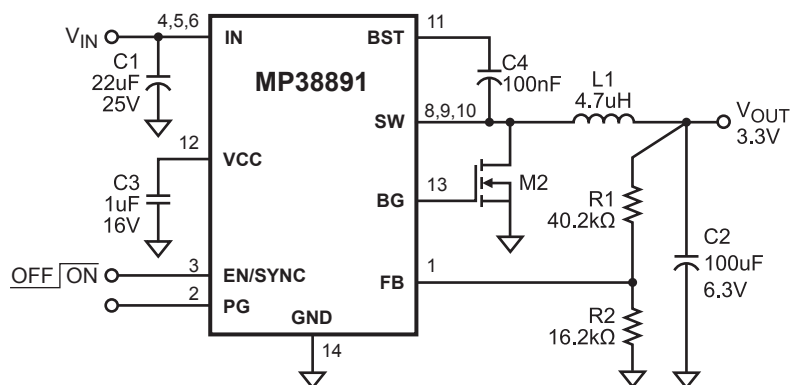 V_IN
4,5,6
IN
C1
22uF
25V
MP38891
BST
11
C4
100nF
SW
8,9,10
L1
4.7uH
V_OUT
3.3V
12
VCC
C3
1uF
16V
BG
13
M2
R1
40.2kΩ
C2
100uF
6.3V
OFF ON
3
EN/SYNC
FB
1
2
PG
GND
14
R2
16.2kΩ